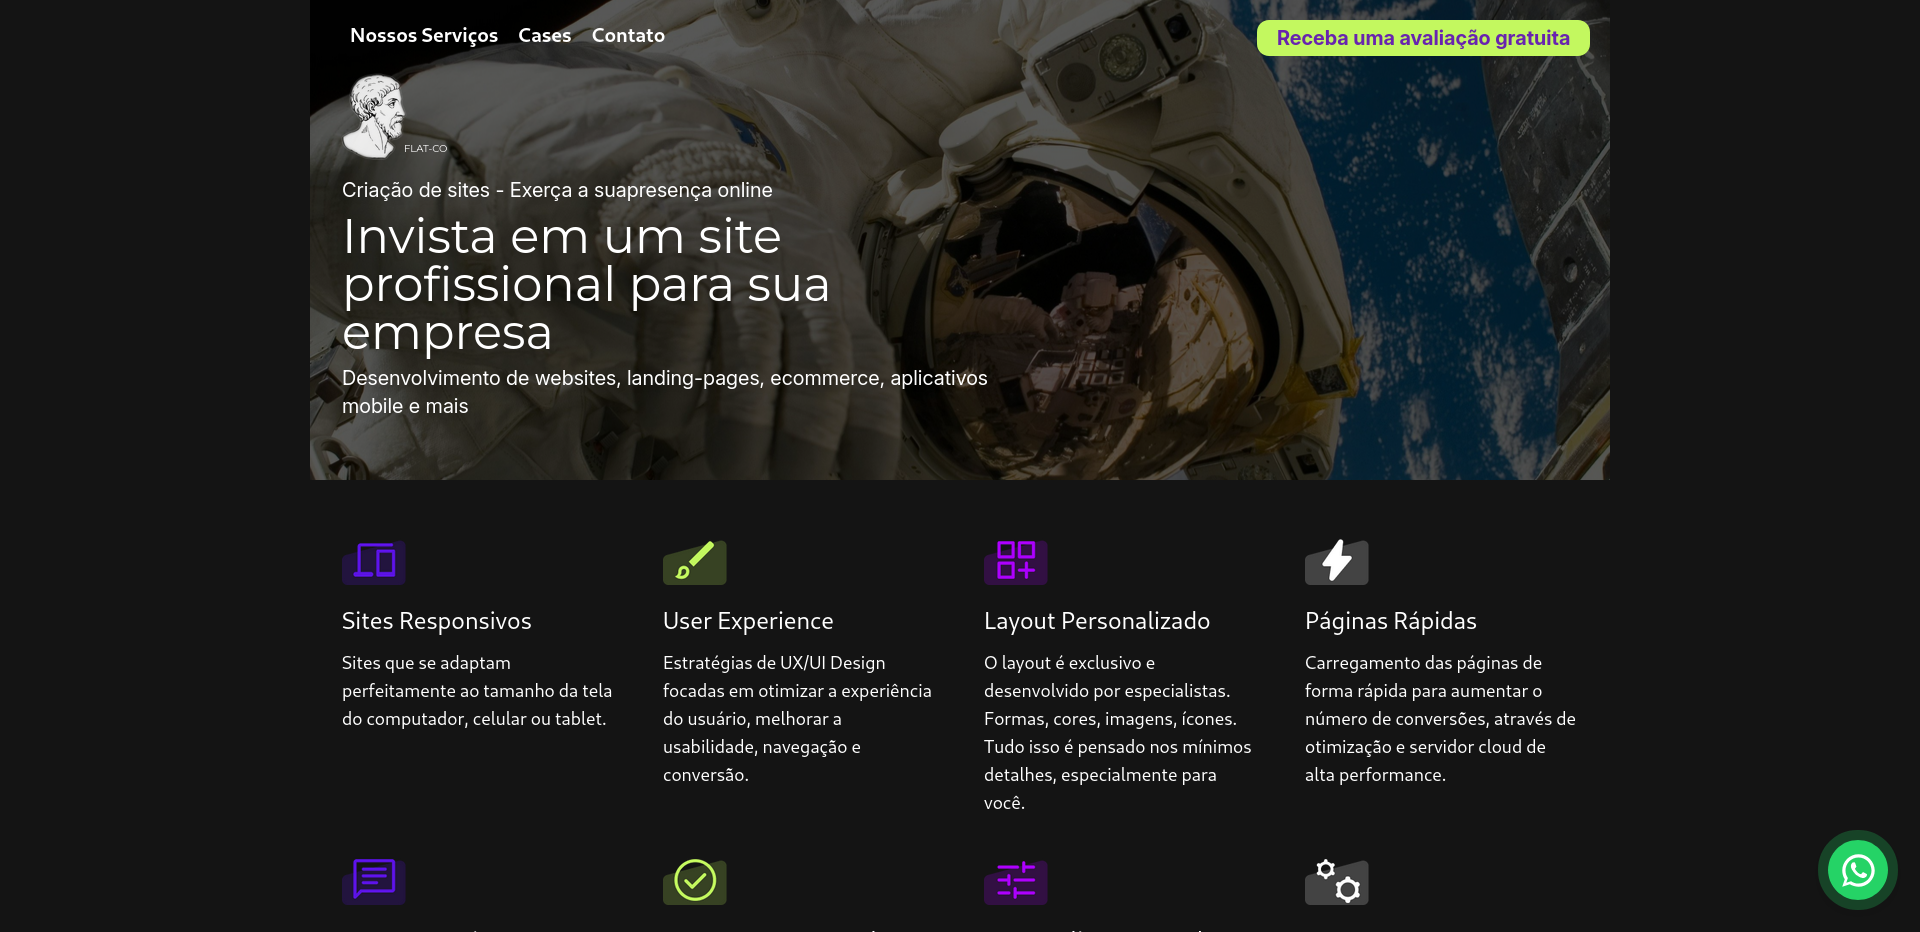 Nossos Serviços Cases Contato Receba uma avaliação gratuita
FLAT-CO
Criação de sites - Exerça a suapresença online
Invista em um site
profissional para sua
empresa
Desenvolvimento de websites, landing-pages, ecommerce, aplicativos
mobile e mais
Sites Responsivos
Sites que se adaptam
perfeitamente ao tamanho da tela
do computador, celular ou tablet.
User Experience
Estratégias de UX/UI Design
focadas em otimizar a experiência
do usuário, melhorar a
usabilidade, navegação e
conversão.
Layout Personalizado
O layout é exclusivo e
desenvolvido por especialistas.
Formas, cores, imagens, ícones.
Tudo isso é pensado nos mínimos
detalhes, especialmente para
você.
Páginas Rápidas
Carregamento das páginas de
forma rápida para aumentar o
número de conversões, através de
otimização e servidor cloud de
alta performance.